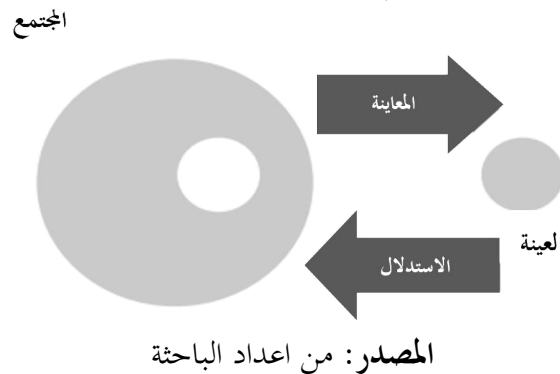 المجتمع
المعاينة
لعينة
الاستدلال
المصدر: من اعداد الباحثة